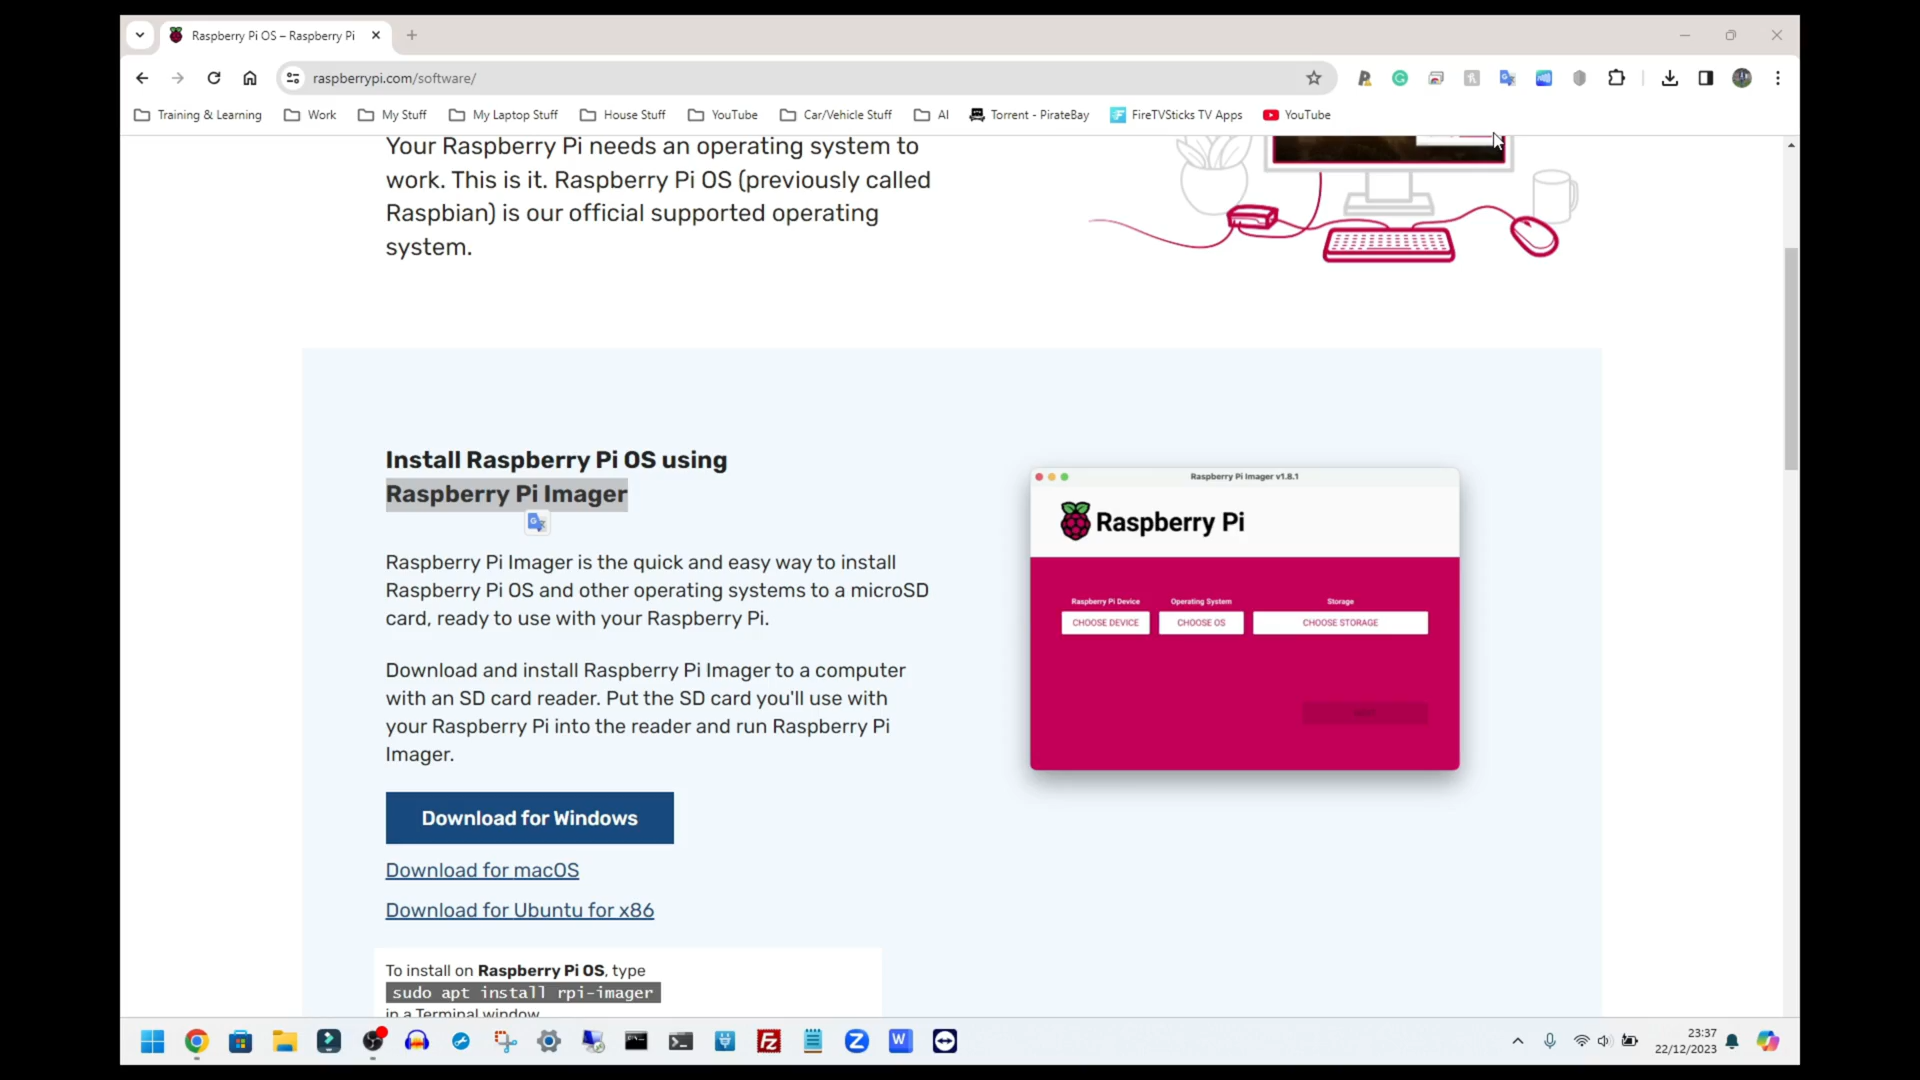 Raspberry Pi OS – Raspberry Pi
raspberrypi.com/software/
Training & Learning
Work
My Stuff
My Laptop Stuff
House Stuff
YouTube
Car/Vehicle Stuff
AI
Torrent - PirateBay
FireTVSticks TV Apps
YouTube
Your Raspberry Pi needs an operating system to
work. This is it. Raspberry Pi OS (previously called
Raspbian) is our official supported operating
system.
Install Raspberry Pi OS using
Raspberry Pi Imager
Raspberry Pi Imager is the quick and easy way to install
Raspberry Pi OS and other operating systems to a microSD
card, ready to use with your Raspberry Pi.
Download and install Raspberry Pi Imager to a computer
with an SD card reader. Put the SD card you'll use with
your Raspberry Pi into the reader and run Raspberry Pi
Imager.
Download for Windows
Download for macOS
Download for Ubuntu for x86
To install on Raspberry Pi OS, type
sudo apt install rpi-imager
in a Terminal window.
Raspberry Pi Imager v1.8.1
Raspberry Pi
Raspberry Pi Device
Operating System
Storage
CHOOSE DEVICE
CHOOSE OS
CHOOSE STORAGE
23:37
22/12/2023